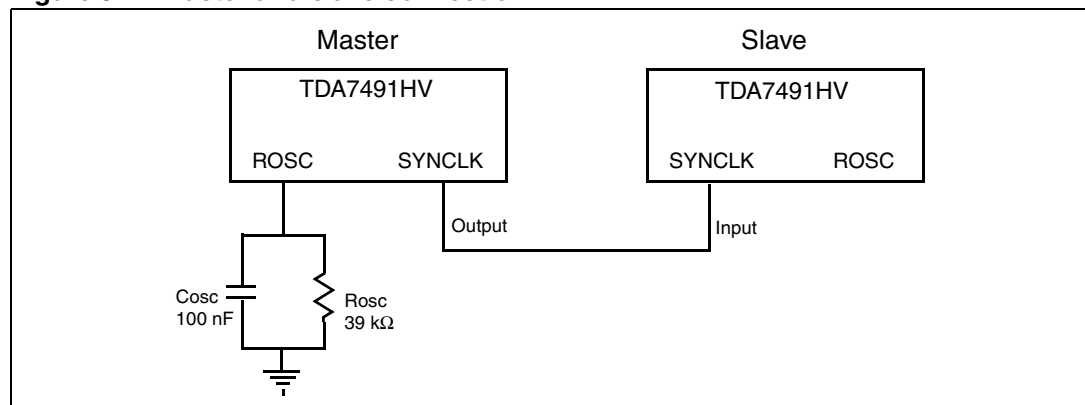 Master
Slave
TDA7491HV
TDA7491HV
ROSC
SYNCLK
SYNCLK
ROSC
Output
Input
Cosc
100 nF
Rosc
39 kΩ